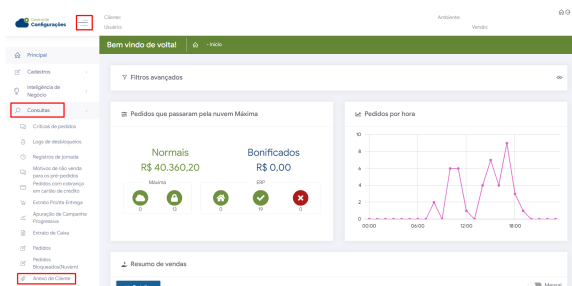 Central de
Configurações
Cliente:
Usuário:
Ambiente:
Versão:
Bem vindo de volta!
- Início
Principal
Cadastros
Inteligência de
Negócio
Consultas
Críticas de pedidos
Logs de desbloqueios
Registros de jornada
Motivos de não venda
para os pré-pedidos
Pedidos com cobrança
em cartão de crédito
Extrato Pronta Entrega
Apuração de Campanha
Progressiva
Extrato de Caixa
Pedidos
Pedidos
Bloqueados(Nuvem)
Anexo de Cliente
Filtros avançados
Pedidos que passaram pela nuvem Máxima
Normais
R$ 40.360,20
Bonificados
R$ 0,00
Máxima
ERP
0
13
0
19
0
Pedidos por hora
10
8
6
4
2
0
00:00
06:00
12:00
18:00
Resumo de vendas
Mensal